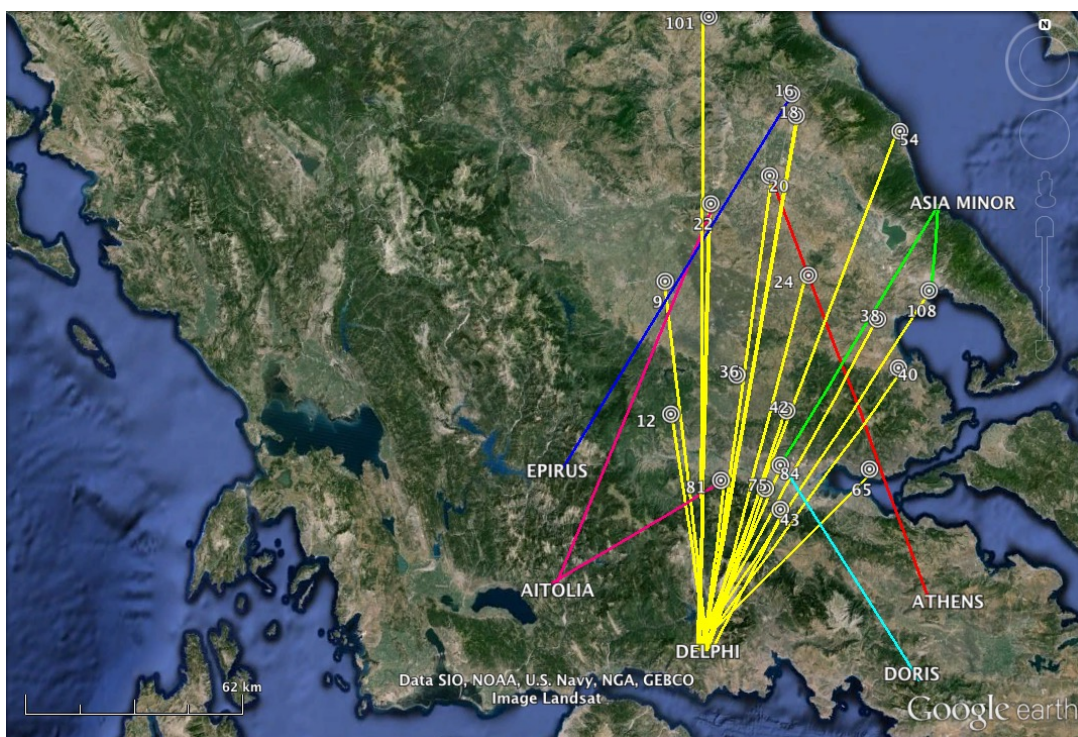 N
101
16
18
54
20
ASIA MINOR
22
24
9
108
38
36
40
12
42
EPIRUS
84
81
75
65
43
AITOLIA
ATHENS
DELPHI
DORIS
Data SIO, NOAA, U.S. Navy, NGA, GEBCO
Image Landsat
62 km
Google earth